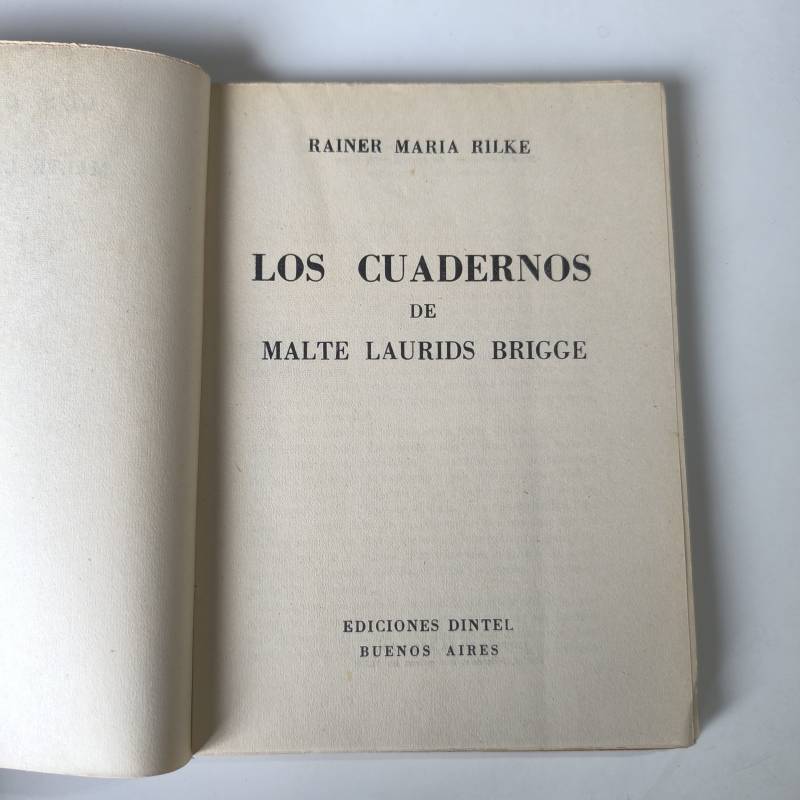 RAINER MARIA RILKE
LOS CUADERNOS
DE
MALTE LAURIDS BRIGGE
EDICIONES DINTEL
BUENOS AIRES